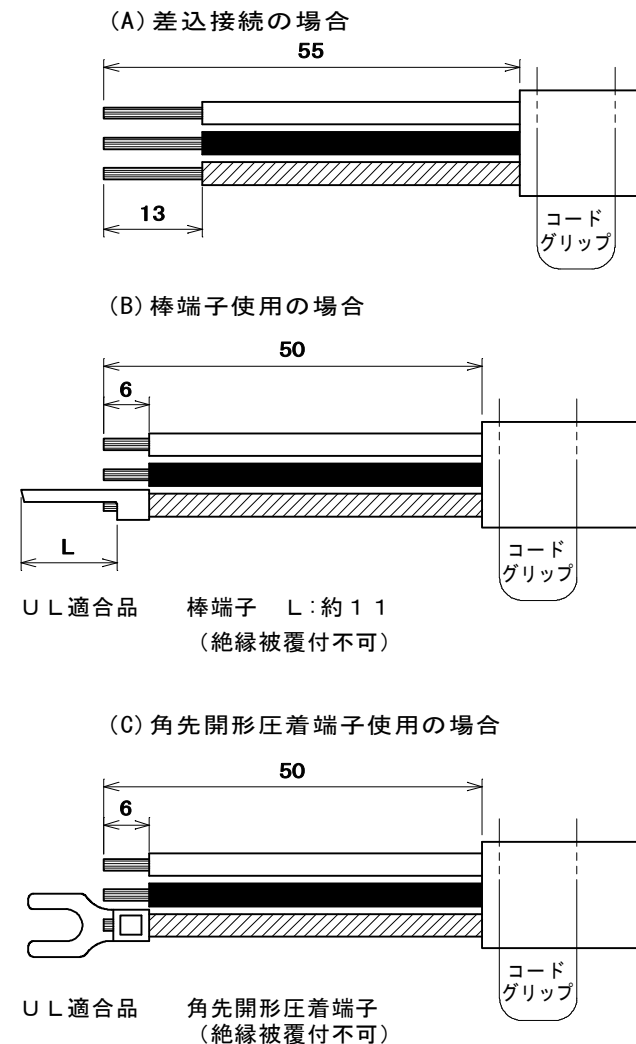 (A)差込接続の場合
55
13
コード
グリップ
(B)棒端子使用の場合
50
6
L
コード
グリップ
UL適合品 棒端子 L:約11
(絶縁被覆付不可)
(C)角先開形圧着端子使用の場合
50
6
コード
グリップ
UL適合品 角先開形圧着端子
(絶縁被覆付不可)